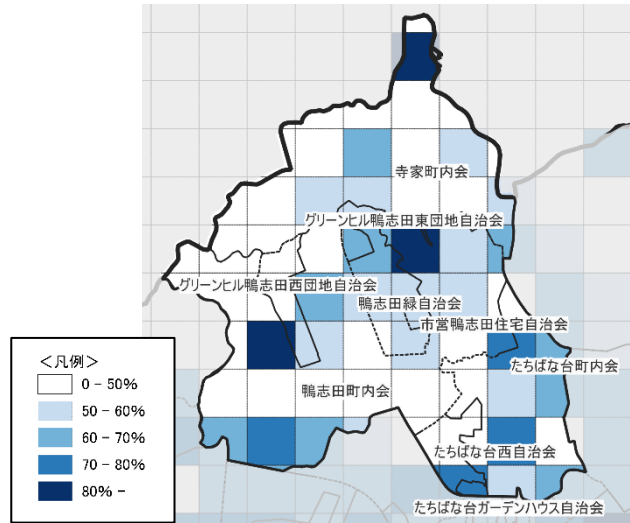 寺家町内会
グリーンヒル鴨志田東団地自治会
グリーンヒル鴨志田西団地自治会
鴨志田緑自治会
市営鴨志田住宅自治会
たちばな台町内会
鴨志田町内会
たちばな台西自治会
たちばな台ガーデンハウス自治会
<凡例>
0 - 50%
50 - 60%
60 - 70%
70 - 80%
80% -